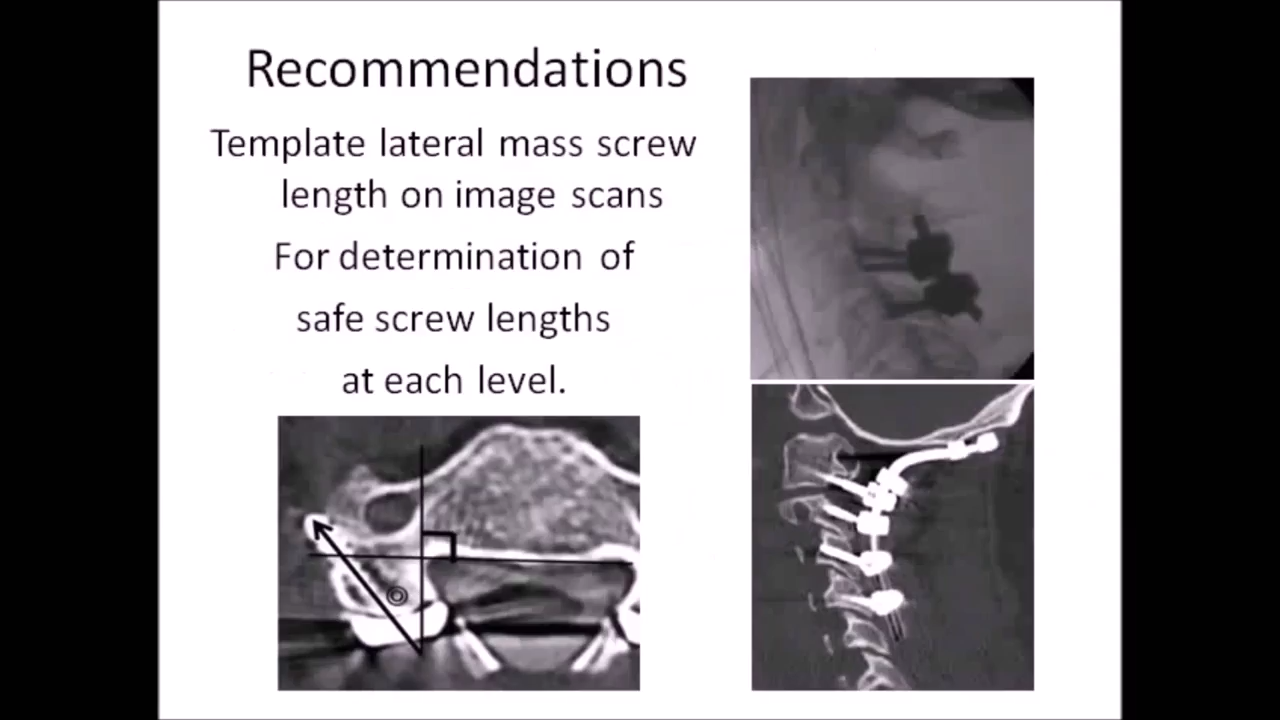 Recommendations
Template lateral mass screw
length on image scans
For determination of
safe screw lengths
at each level.